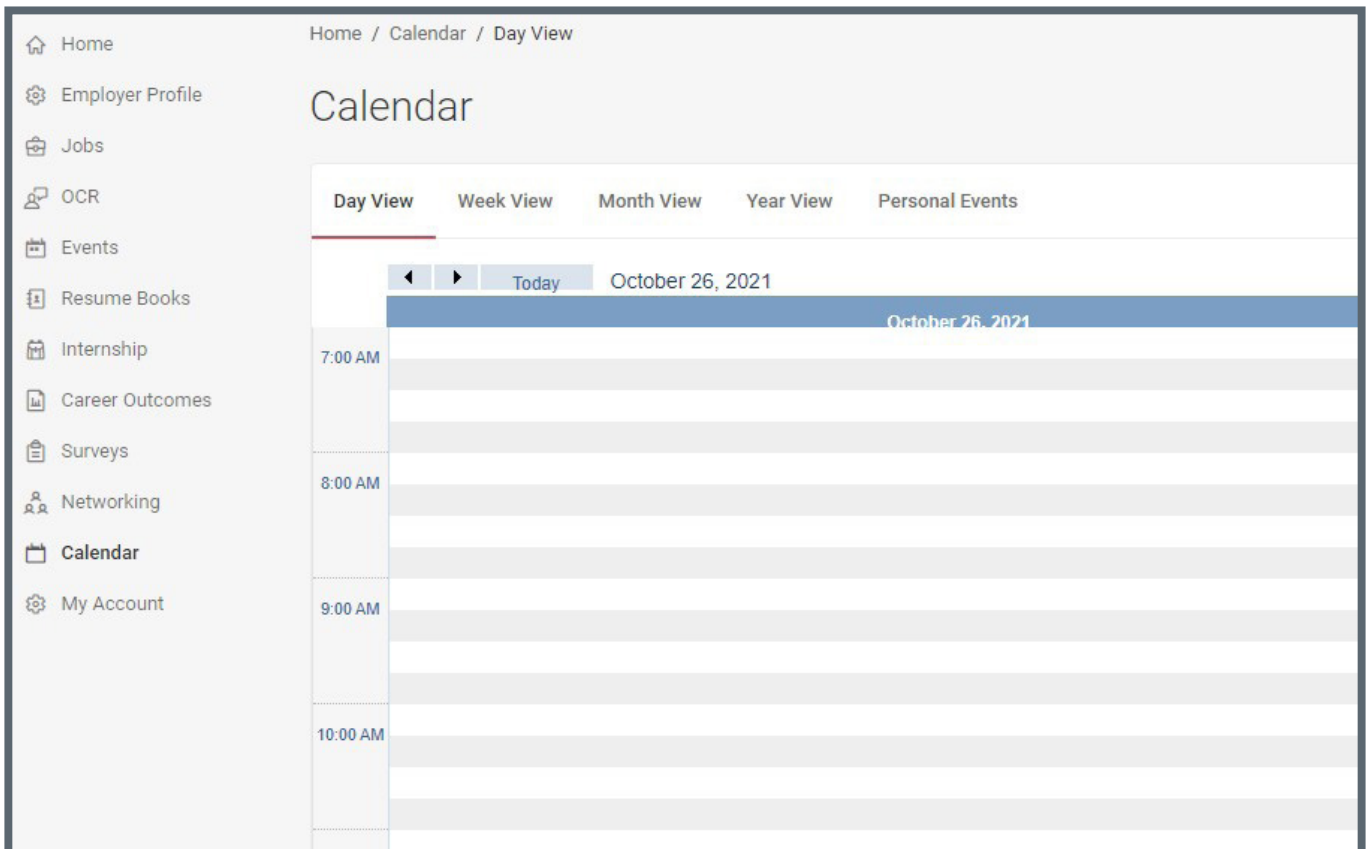 Home
Employer Profile
Jobs
OCR
Events
Resume Books
Internship
Career Outcomes
Surveys
Networking
Calendar
My Account
Home / Calendar / Day View
Calendar
Day View Week View Month View Year View Personal Events
Today October 26, 2021
October 26, 2021
7:00 AM
8:00 AM
9:00 AM
10:00 AM